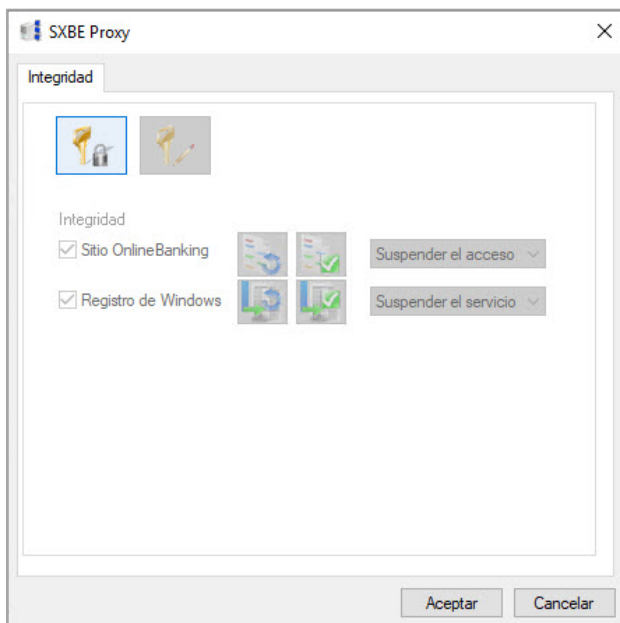 SXBE Proxy
Integridad
Integridad
Sitio OnlineBanking
Suspender el acceso
Registro de Windows
Suspender el servicio
Aceptar
Cancelar